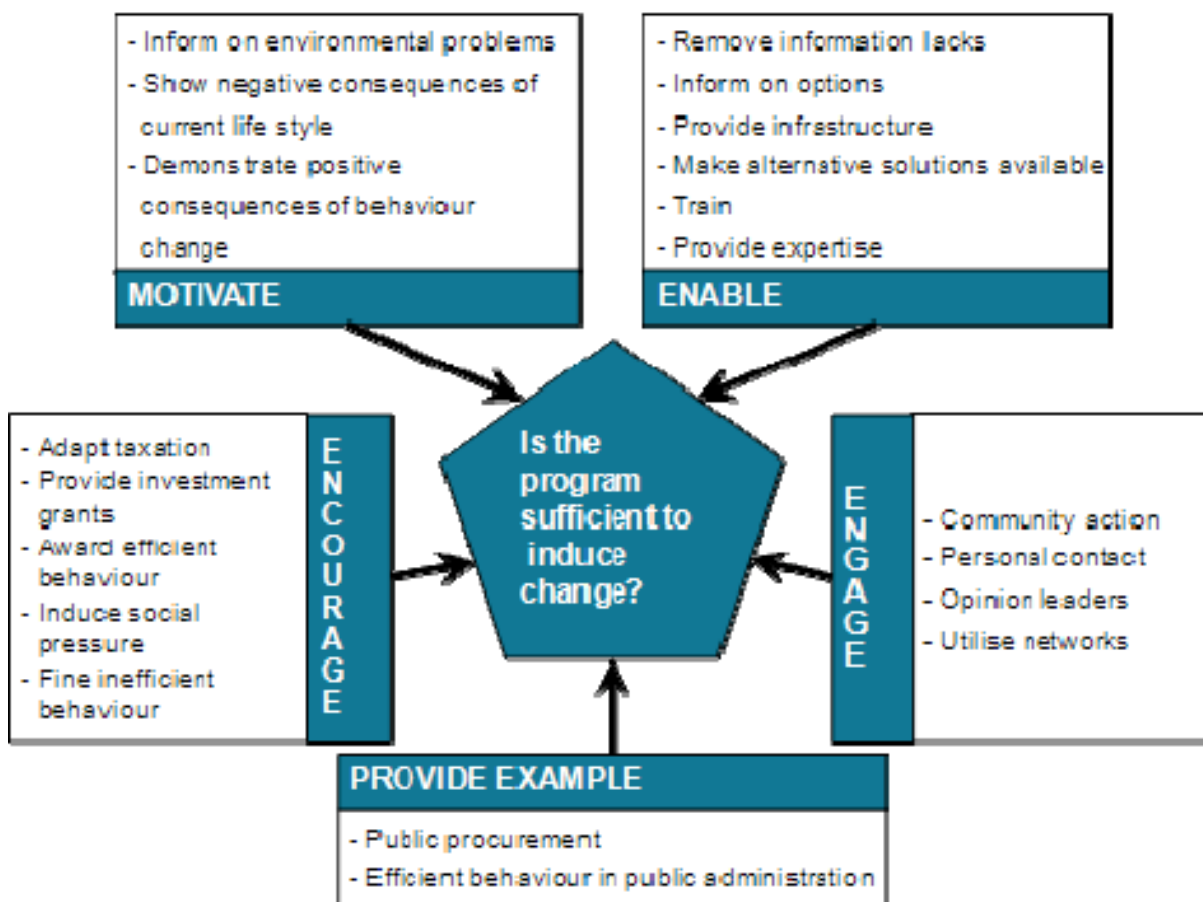 - Inform on environmental problems
- Show negative consequences of
current life style
- Demonstrate positive
consequences of behaviour
change
MOTIVATE
- Remove information lacks
- Inform on options
- Provide infrastructure
- Make alternative solutions available
- Train
- Provide expertise
ENABLE
- Adapt taxation
- Provide investment
grants
- Award efficient
behaviour
- Induce social
pressure
- Fine inefficient
behaviour
ENCOURAGE
Is the
program
sufficient to
induce
change?
ENGAGE
- Community action
- Personal contact
- Opinion leaders
- Utilise networks
PROVIDE EXAMPLE
- Public procurement
- Efficient behaviour in public administration